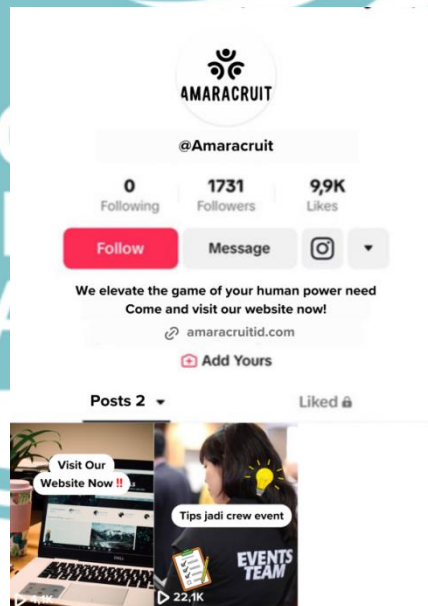 AMARACRUIT
@Amaracruit
0 1731 9,9K
Following Followers Likes
Follow Message
We elevate the game of your human power need
Come and visit our website now!
amaracruitid.com
Add Yours
Posts 2 Liked
Visit Our
Website Now !!
Tips jadi crew event
EVENTS
TEAM
4,1K 22,1K